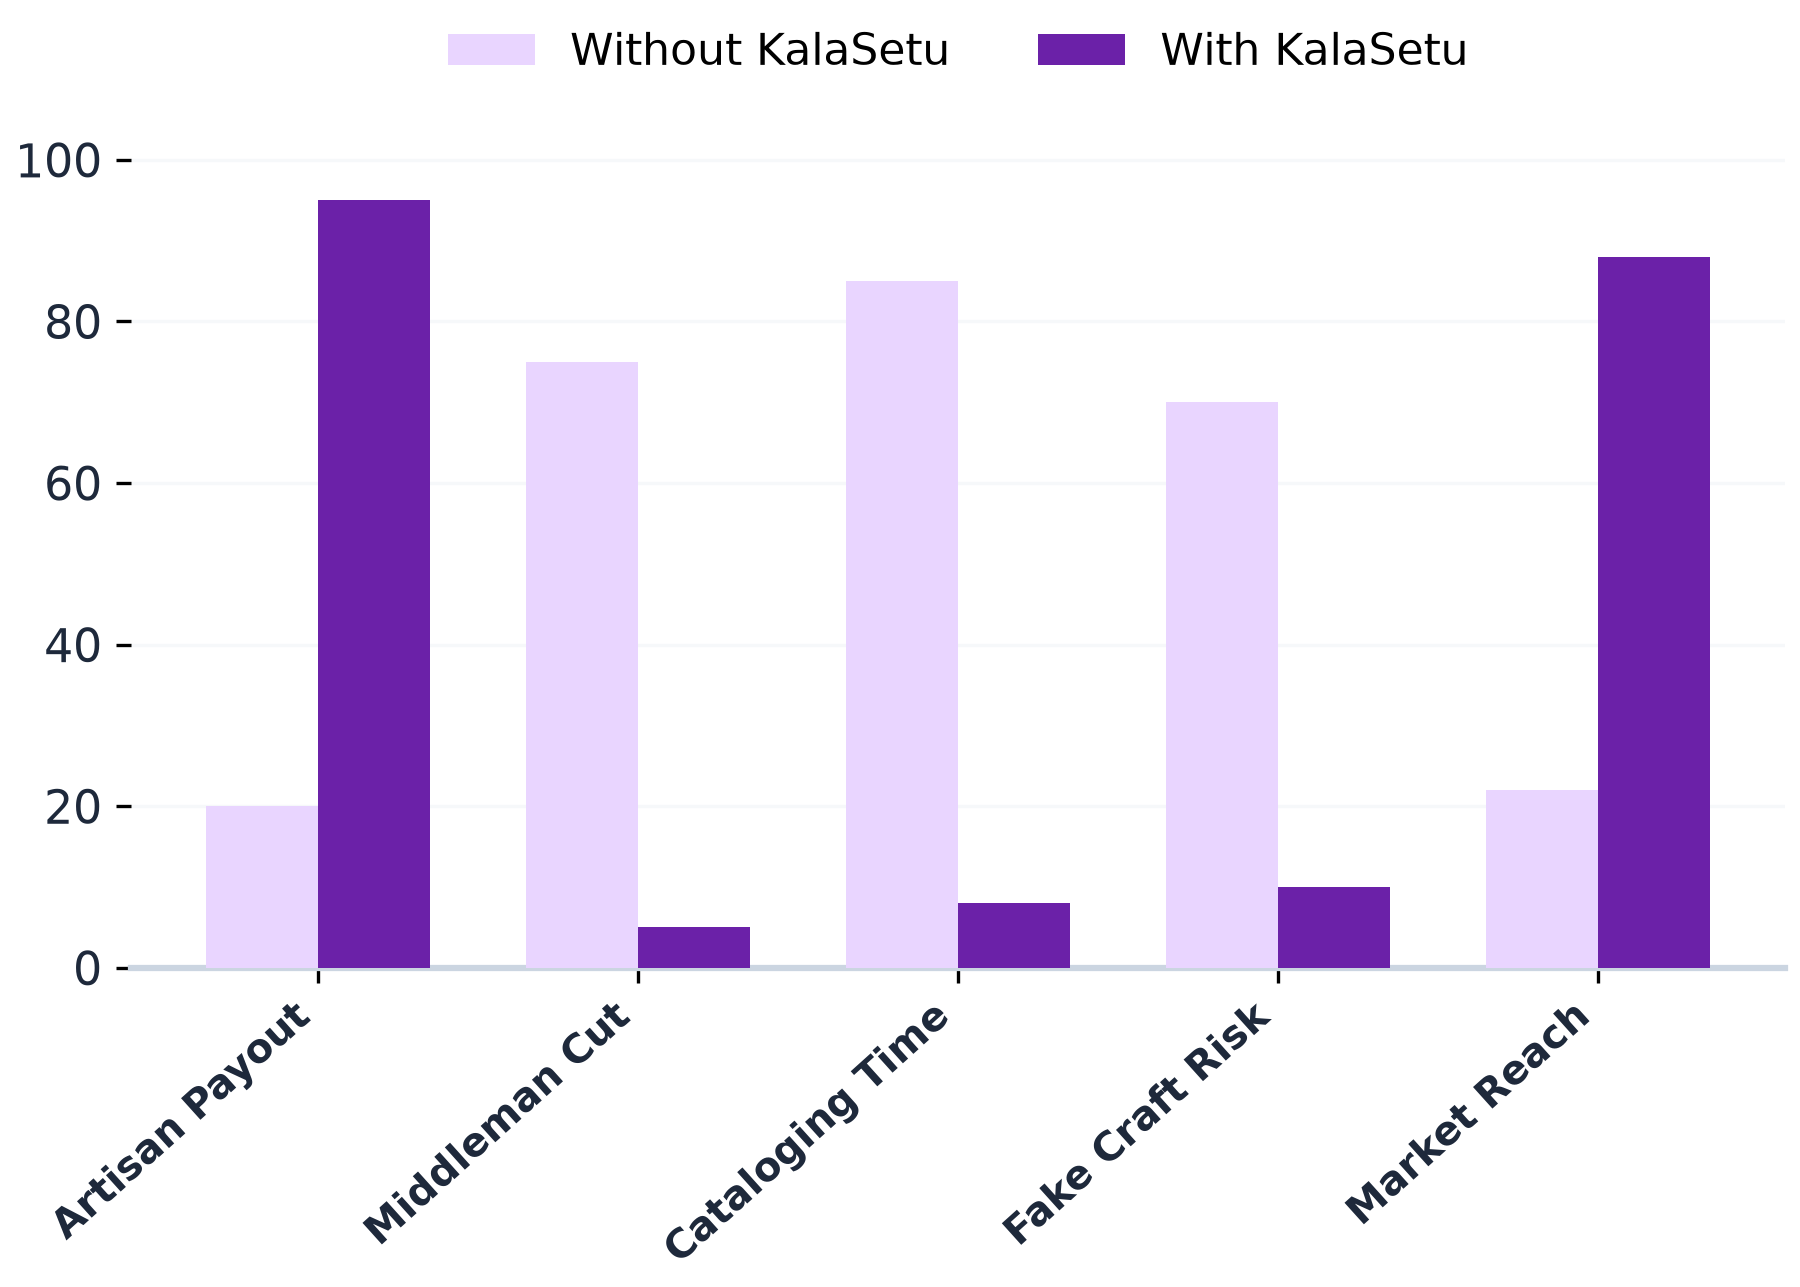 Without KalaSetu
With KalaSetu
100
80
60
40
20
0
Artisan Payout
Middleman Cut
Cataloging Time
Fake Craft Risk
Market Reach